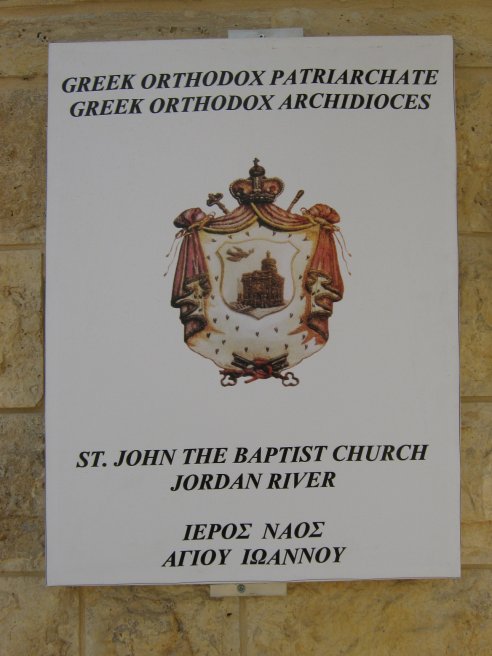 GREEK ORTHODOX PATRIARCHATE
GREEK ORTHODOX ARCHIDIOCES
ST. JOHN THE BAPTIST CHURCH
JORDAN RIVER
ΙΕΡΟΣ ΝΑΟΣ
ΑΓΙΟΥ ΙΩΑΝΝΟΥ